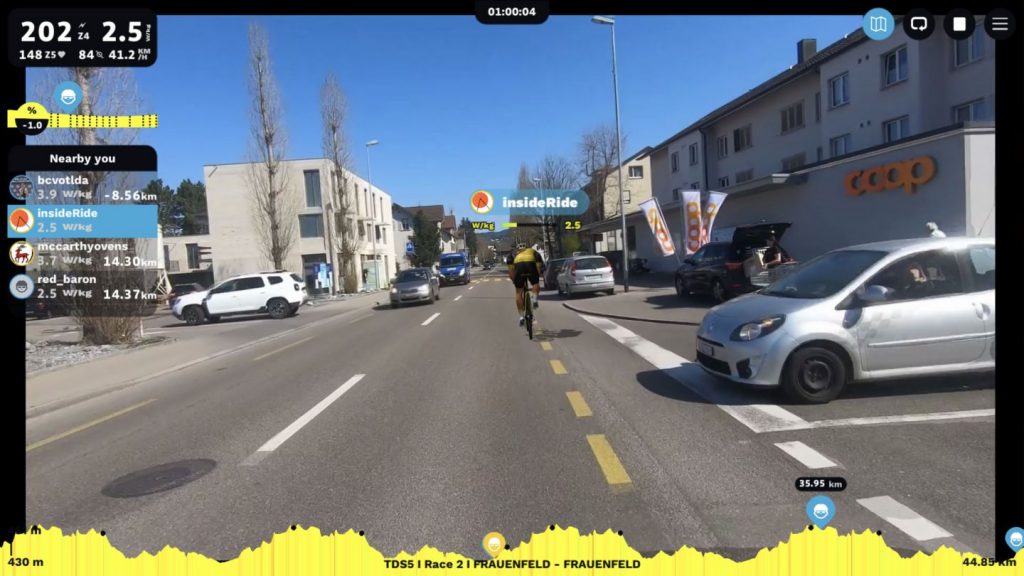 01:00:04
202 Z4 2.5 W/KG
148 Z5 84 41.2 KM/H
%
-1.0
Nearby you
bcvotlda
3.9 W/kg -8.56km
insideRide
2.5 W/kg
mccarthyovens
3.7 W/kg 14.30km
red_baron
2.5 W/kg 14.37km
insideRide
W/kg 2.5
coop
35.95 km
430 m
TDS5 I Race 2 I FRAUENFELD - FRAUENFELD
44.85 km